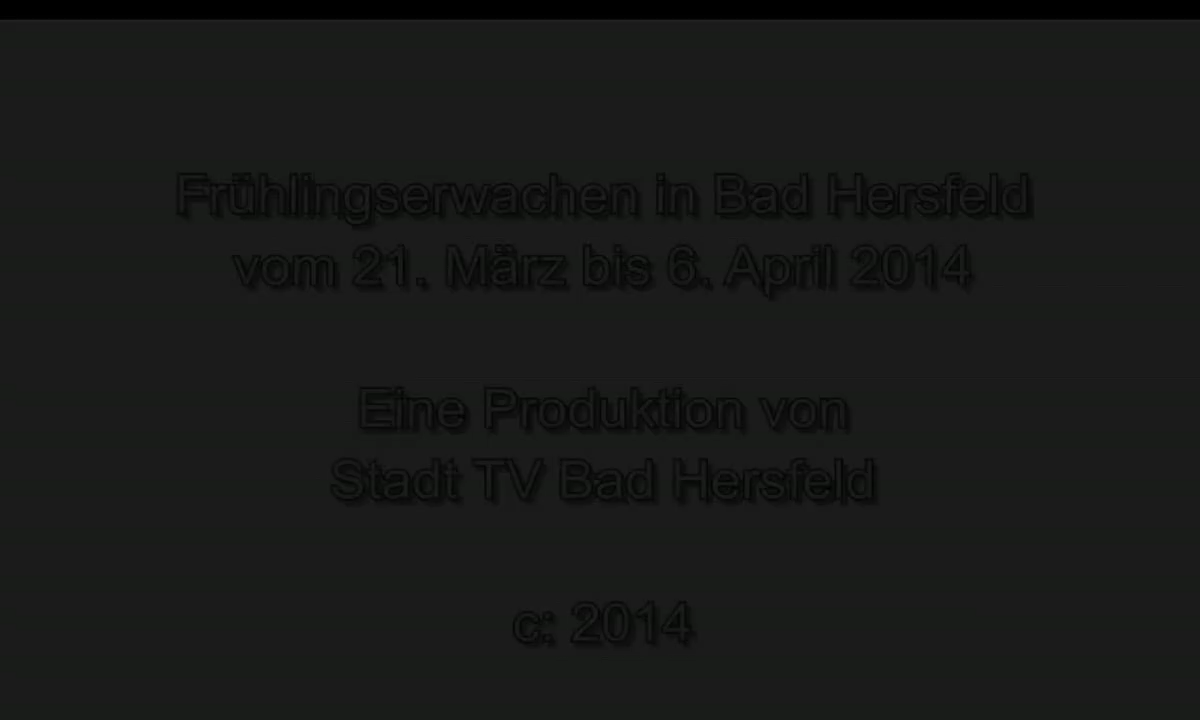 Frühlingserwachen in Bad Hersfeld
vom 21. März bis 6. April 2014
Eine Produktion von
Stadt TV Bad Hersfeld
c: 2014